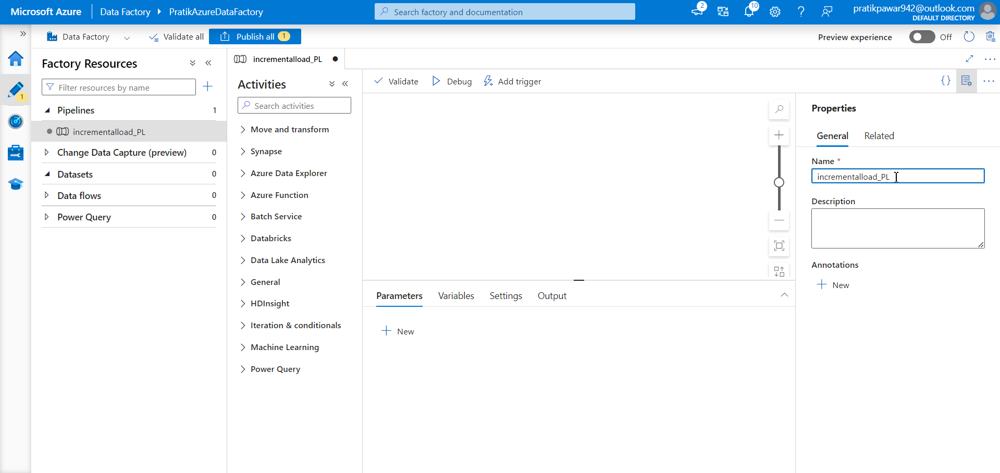 Microsoft Azure
Data Factory
PratikAzureDataFactory
Search factory and documentation
2
10
pratikpawar942@outlook.com
DEFAULT DIRECTORY
Data Factory
Validate all
Publish all
1
Preview experience
Off
1
Factory Resources
Filter resources by name
Pipelines
1
incrementalload_PL
Change Data Capture (preview)
0
Datasets
0
Data flows
0
Power Query
0
incrementalload_PL
Activities
Search activities
Move and transform
Synapse
Azure Data Explorer
Azure Function
Batch Service
Databricks
Data Lake Analytics
General
HDInsight
Iteration & conditionals
Machine Learning
Power Query
Validate
Debug
Add trigger
{}
Parameters
Variables
Settings
Output
New
Properties
General
Related
Name *
incrementalload_PL
Description
Annotations
New